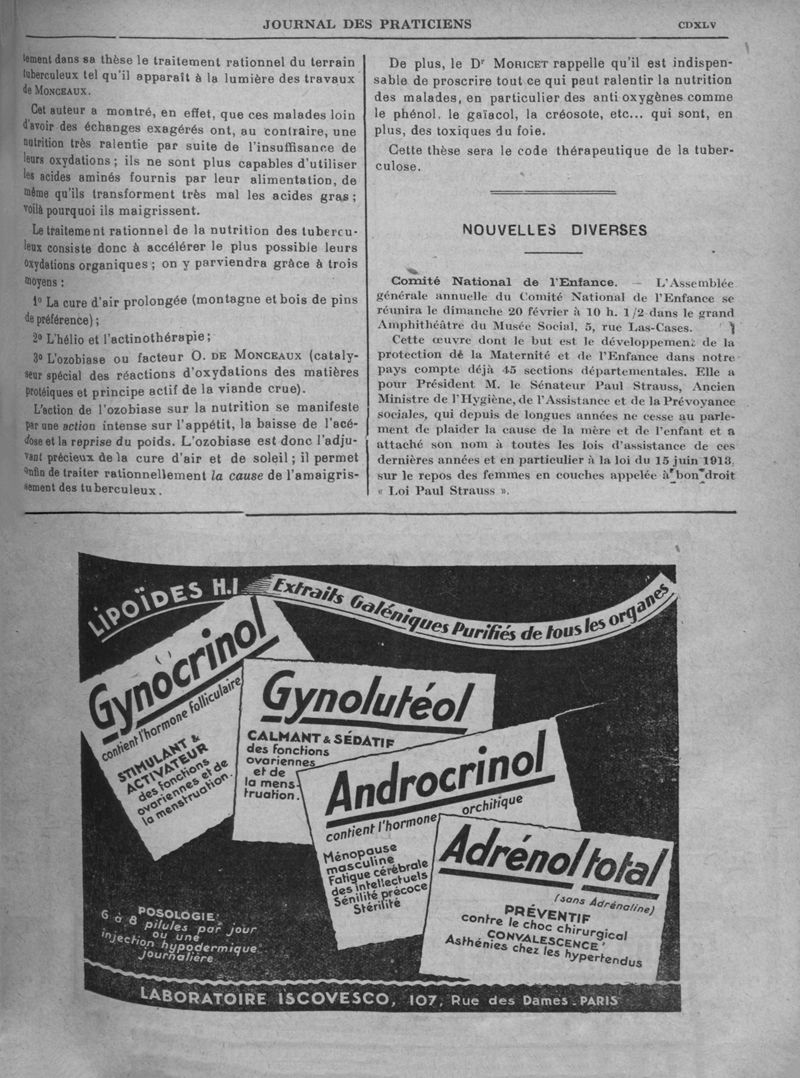 JOURNAL DES PRATICIENS
CDXLV
tement dans sa thèse le traitement rationnel du terrain
tuberculeux tel qu'il apparaît à la lumière des travaux
de MONCEAUX.
Cet auteur a montré, en effet, que ces malades loin
d'avoir des échanges exagérés ont, au contraire, une
nutrition très ralentie par suite de l'insuffisance de
leurs oxydations ; ils ne sont plus capables d'utiliser
les acides aminés fournis par leur alimentation, de
même qu'ils transforment très mal les acides gras ;
voilà pourquoi ils maigrissent.
Le traitement rationnel de la nutrition des tubercu-
leux consiste donc à accélérer le plus possible leurs
oxydations organiques ; on y parviendra grâce à trois
moyens :
1º La cure d'air prolongée (montagne et bois de pins
de préférence) ;
2º L'hélio et l'actinothérapie ;
3º L'ozobiase ou facteur O. DE MONCEAUX (cataly-
seur spécial des réactions d'oxydations des matières
protéiques et principe actif de la viande crue).
L'action de l'ozobiase sur la nutrition se manifeste
par une action intense sur l'appétit, la baisse de l'acé-
dose et la reprise du poids. L'ozobiase est donc l'adju-
vant précieux de la cure d'air et de soleil ; il permet
enfin de traiter rationnellement la cause de l'amaigris-
sement des tuberculeux.
De plus, le Dr MORICET rappelle qu'il est indispen-
sable de proscrire tout ce qui peut ralentir la nutrition
des malades, en particulier des anti oxygènes comme
le phénol, le gaïacol, la créosote, etc... qui sont, en
plus, des toxiques du foie.
Cette thèse sera le code thérapeutique de la tuber-
culose.
NOUVELLES DIVERSES
Comité National de l'Enfance. — L'Assemblée
générale annuelle du Comité National de l'Enfance se
réunira le dimanche 20 février à 10 h. 1/2 dans le grand
Amphithéâtre du Musée Social, 5, rue Las-Cases.
Cette œuvre dont le but est le développement de la
protection de la Maternité et de l'Enfance dans notre
pays compte déjà 45 sections départementales. Elle a
pour Président M. le Sénateur Paul Strauss, Ancien
Ministre de l'Hygiène, de l'Assistance et de la Prévoyance
sociales, qui depuis de longues années ne cesse au parle-
ment de plaider la cause de la mère et de l'enfant et a
attaché son nom à toutes les lois d'assistance de ces
dernières années et en particulier à la loi du 15 juin 1913,
sur le repos des femmes en couches appelée à bon droit
« Loi Paul Strauss ».
LIPOÏDES H.I
Extraits Galéniques Purifiés de tous les organes
Gynocrinol
contient l'hormone folliculaire
STIMULANT &
ACTIVATEUR
des fonctions
ovariennes et de
la menstruation.
Gynolutéol
CALMANT & SÉDATIF
des fonctions
ovariennes
et de
la mens-
truation.
Androcrinol
contient l'hormone orchitique
Ménopause
masculine
Fatigue cérébrale
des intellectuels
Sénilité précoce
Stérilité
Adrénol total
(sans Adrénaline)
PRÉVENTIF
contre le choc chirurgical
CONVALESCENCE
Asthénies chez les hypertendus
POSOLOGIE
6 à 8 pilules par jour
ou une
injection hypodermique
journalière
LABORATOIRE ISCOVESCO, 107, Rue des Dames. PARIS